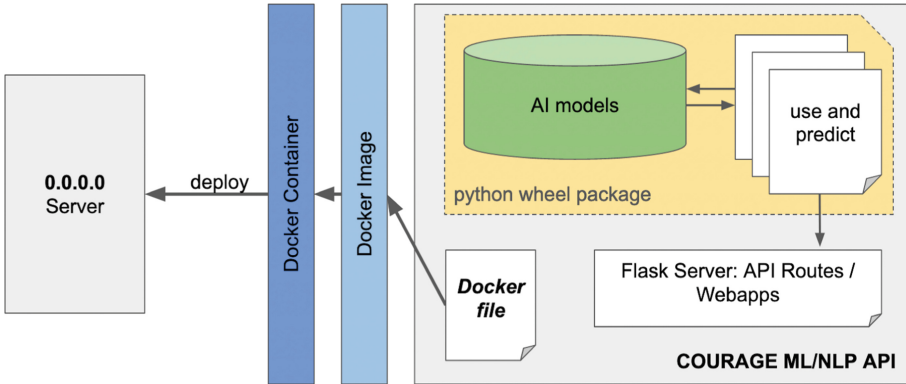 0.0.0.0
Server
deploy
Docker Container
Docker Image
AI models
use and
predict
python wheel package
Docker
file
Flask Server: API Routes /
Webapps
COURAGE ML/NLP API